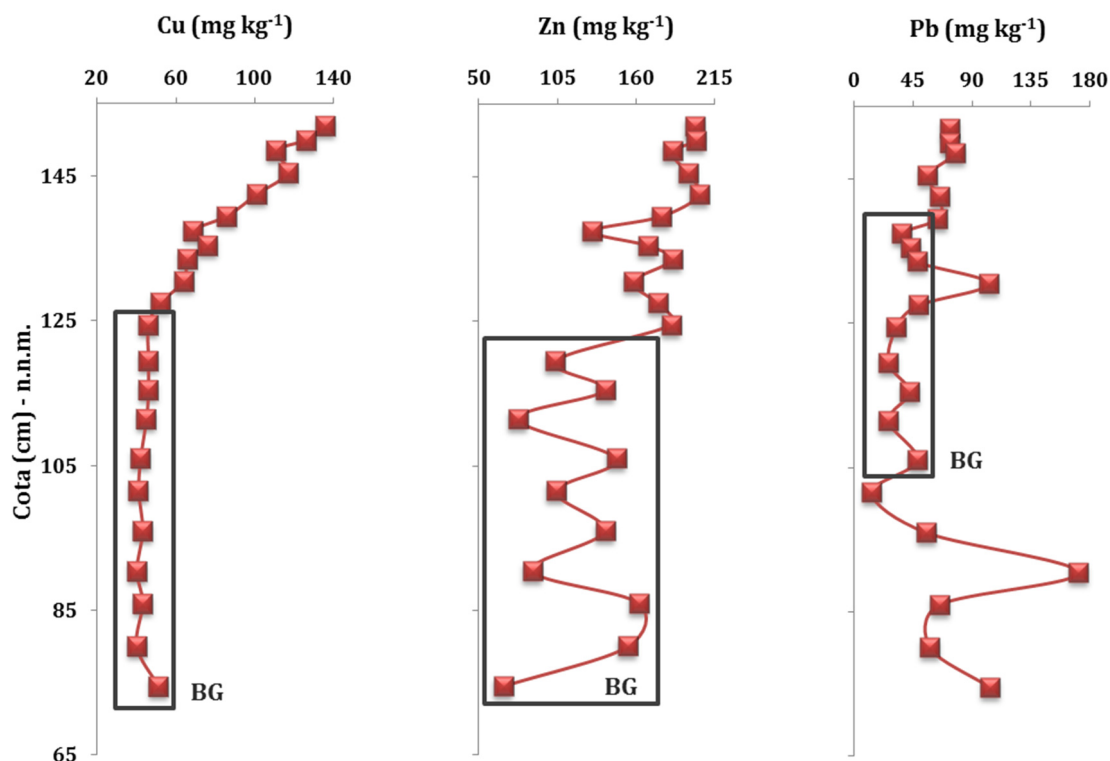 Cu (mg kg⁻¹) Zn (mg kg⁻¹) Pb (mg kg⁻¹)
20 60 100 140 50 105 160 215 0 45 90 135 180
145
125
105
85
65
Cota (cm) - n.n.m.
BG
BG
BG